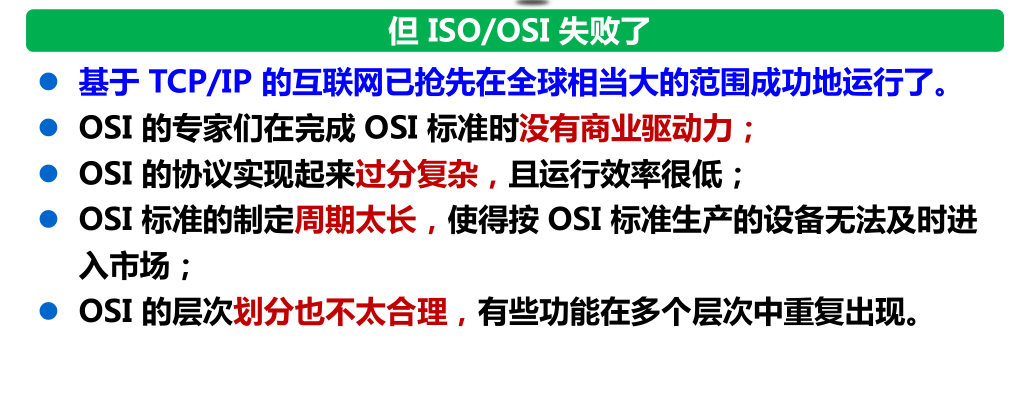 但 ISO/OSI 失败了
基于 TCP/IP 的互联网已抢先在全球相当大的范围成功地运行了。
OSI 的专家们在完成 OSI 标准时没有商业驱动力；
OSI 的协议实现起来过分复杂，且运行效率很低；
OSI 标准的制定周期太长，使得按 OSI 标准生产的设备无法及时进
入市场；
OSI 的层次划分也不太合理，有些功能在多个层次中重复出现。